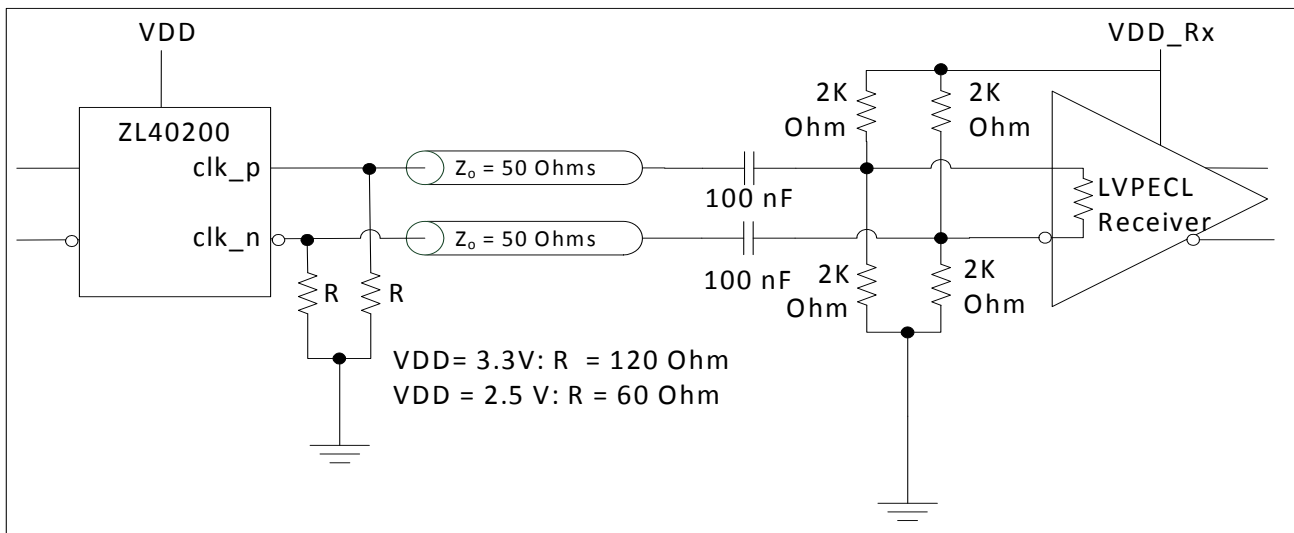 VDD
VDD_Rx
2K
Ohm
2K
Ohm
ZL40200
clk_p
Zo = 50 Ohms
100 nF
LVPECL
Receiver
clk_n
Zo = 50 Ohms
100 nF
R
R
2K
Ohm
2K
Ohm
VDD= 3.3V: R = 120 Ohm
VDD = 2.5 V: R = 60 Ohm